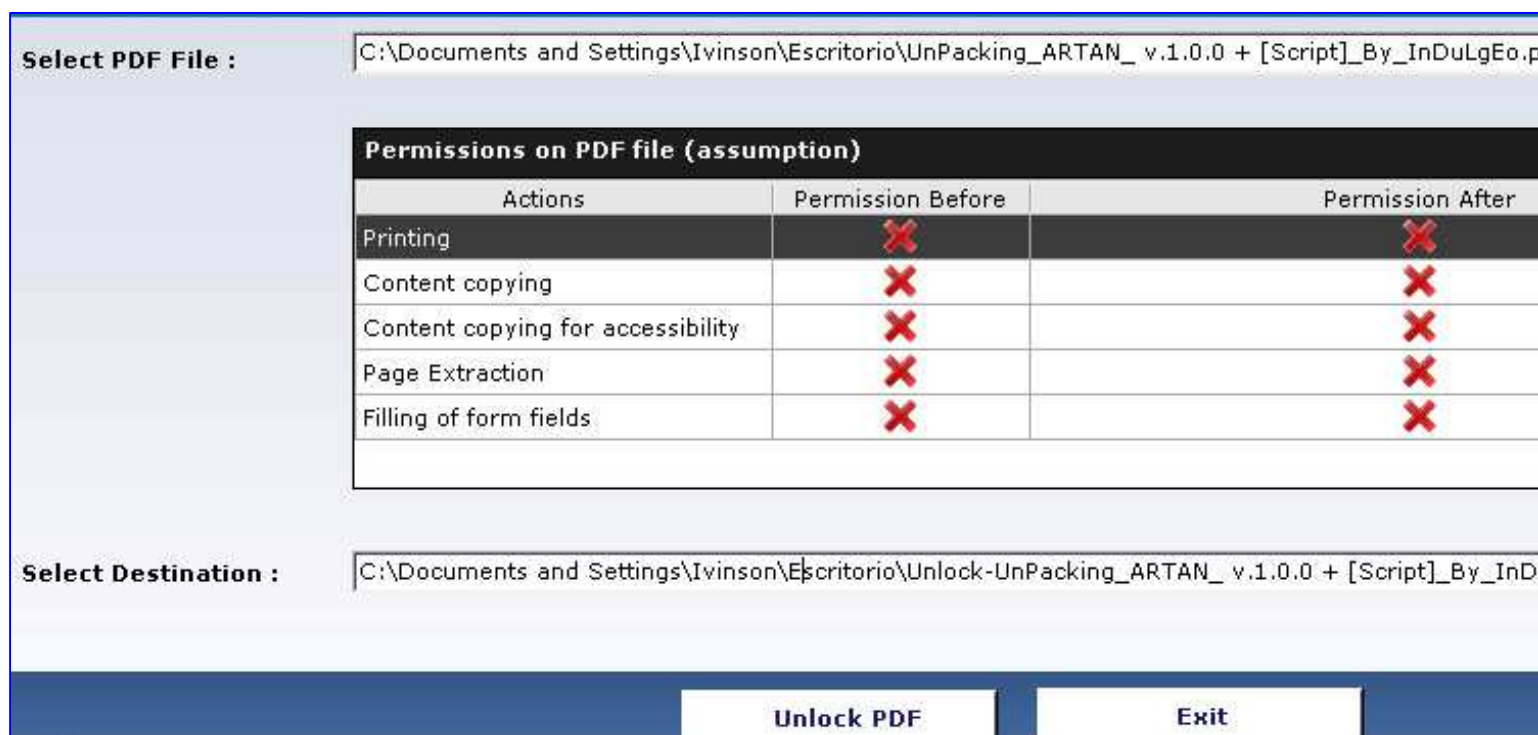 Select PDF File :
C:\Documents and Settings\Ivinson\Escritorio\UnPacking_ARTAN_ v.1.0.0 + [Script]_By_InDuLgEo.p
Permissions on PDF file (assumption)
Actions Permission Before Permission After
Printing
Content copying
Content copying for accessibility
Page Extraction
Filling of form fields
Select Destination :
C:\Documents and Settings\Ivinson\Escritorio\Unlock-UnPacking_ARTAN_ v.1.0.0 + [Script]_By_InD
Unlock PDF Exit